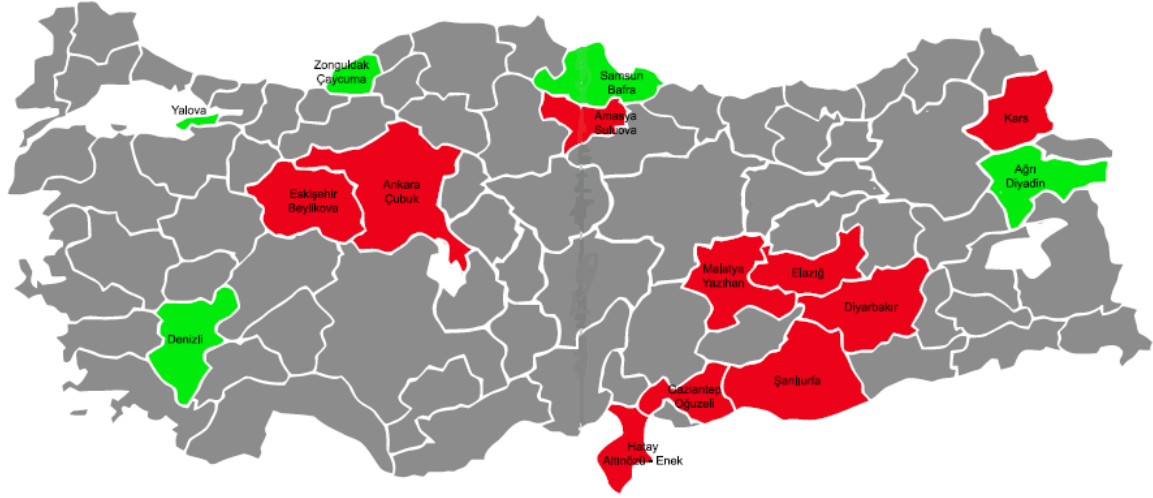 Zonguldak
Çaycuma
Samsun
Bafra
Yalova
Amasya
Suluova
Kars
Ağrı
Diyadin
Ankara
Çubuk
Eskişehir
Beylikova
Malatya
Yazıhan
Elazığ
Diyarbakır
Denizli
Şanlıurfa
Gaziantep
Oğuzeli
Hatay
Altınözü - Enek